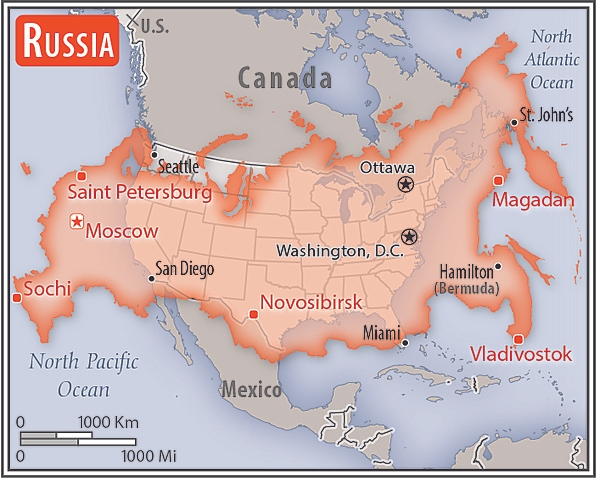 RUSSIA
U.S.
North
Atlantic
Ocean
Canada
St. John's
Seattle
Ottawa
Saint Petersburg
Magadan
Moscow
Washington, D.C.
San Diego
Hamilton
(Bermuda)
Sochi
Novosibirsk
Miami
Vladivostok
North Pacific
Ocean
Mexico
0 1000 Km
0 1000 Mi